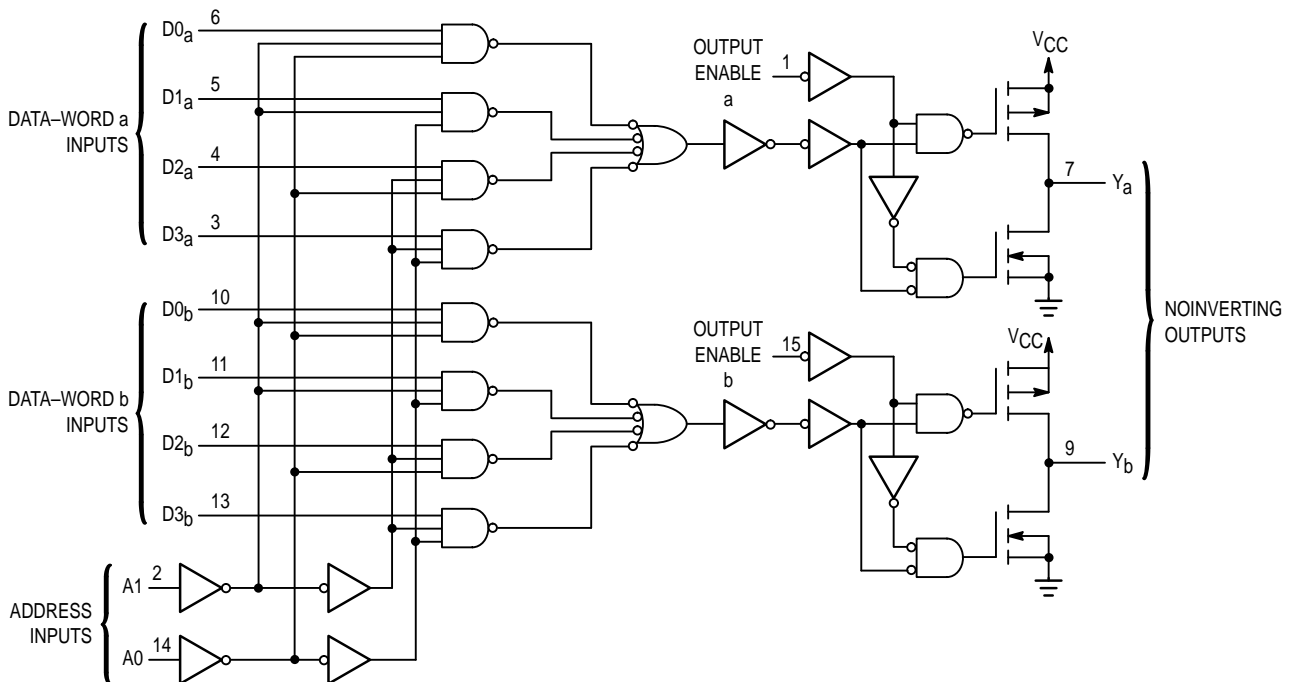 D0a 6
D1a 5
DATA–WORD a
INPUTS
D2a 4
D3a 3
OUTPUT
ENABLE
a
1
VCC
7
Ya
D0b 10
D1b 11
DATA–WORD b
INPUTS
D2b 12
D3b 13
OUTPUT
ENABLE
b
15
VCC
9
Yb
NOINVERTING
OUTPUTS
A1 2
ADDRESS
INPUTS
A0 14